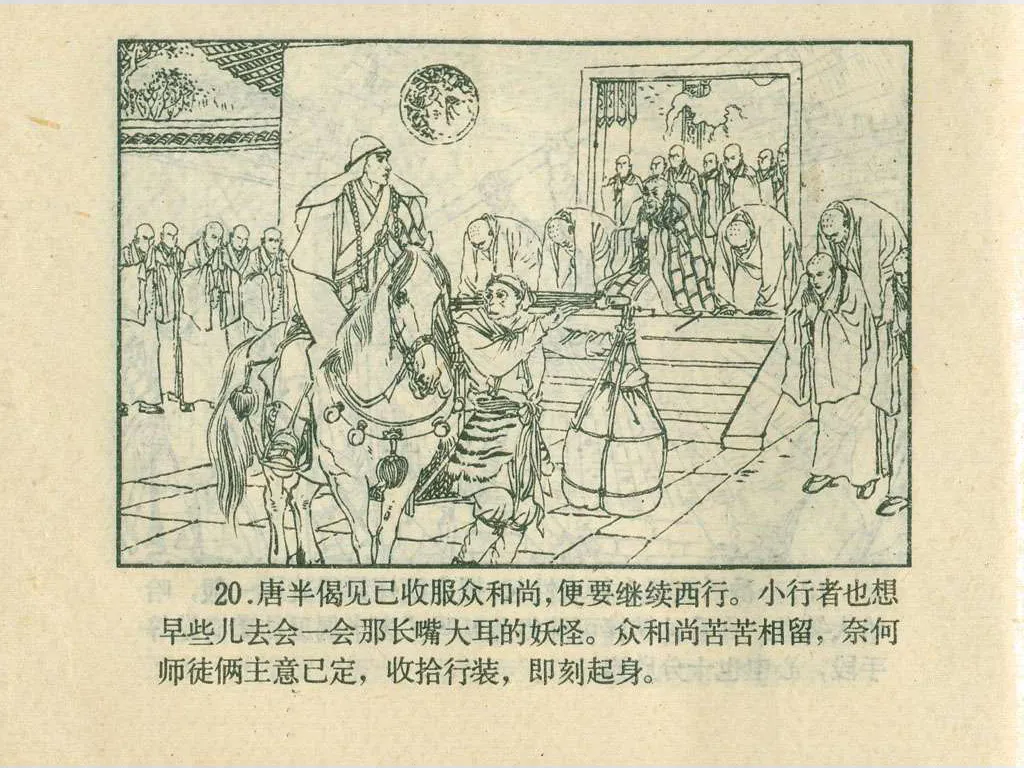 20.唐半偈见已收服众和尚，便要继续西行。小行者也想
早些儿去会一会那长嘴大耳的妖怪。众和尚苦苦相留，奈何
师徒俩主意已定，收拾行装，即刻起身。